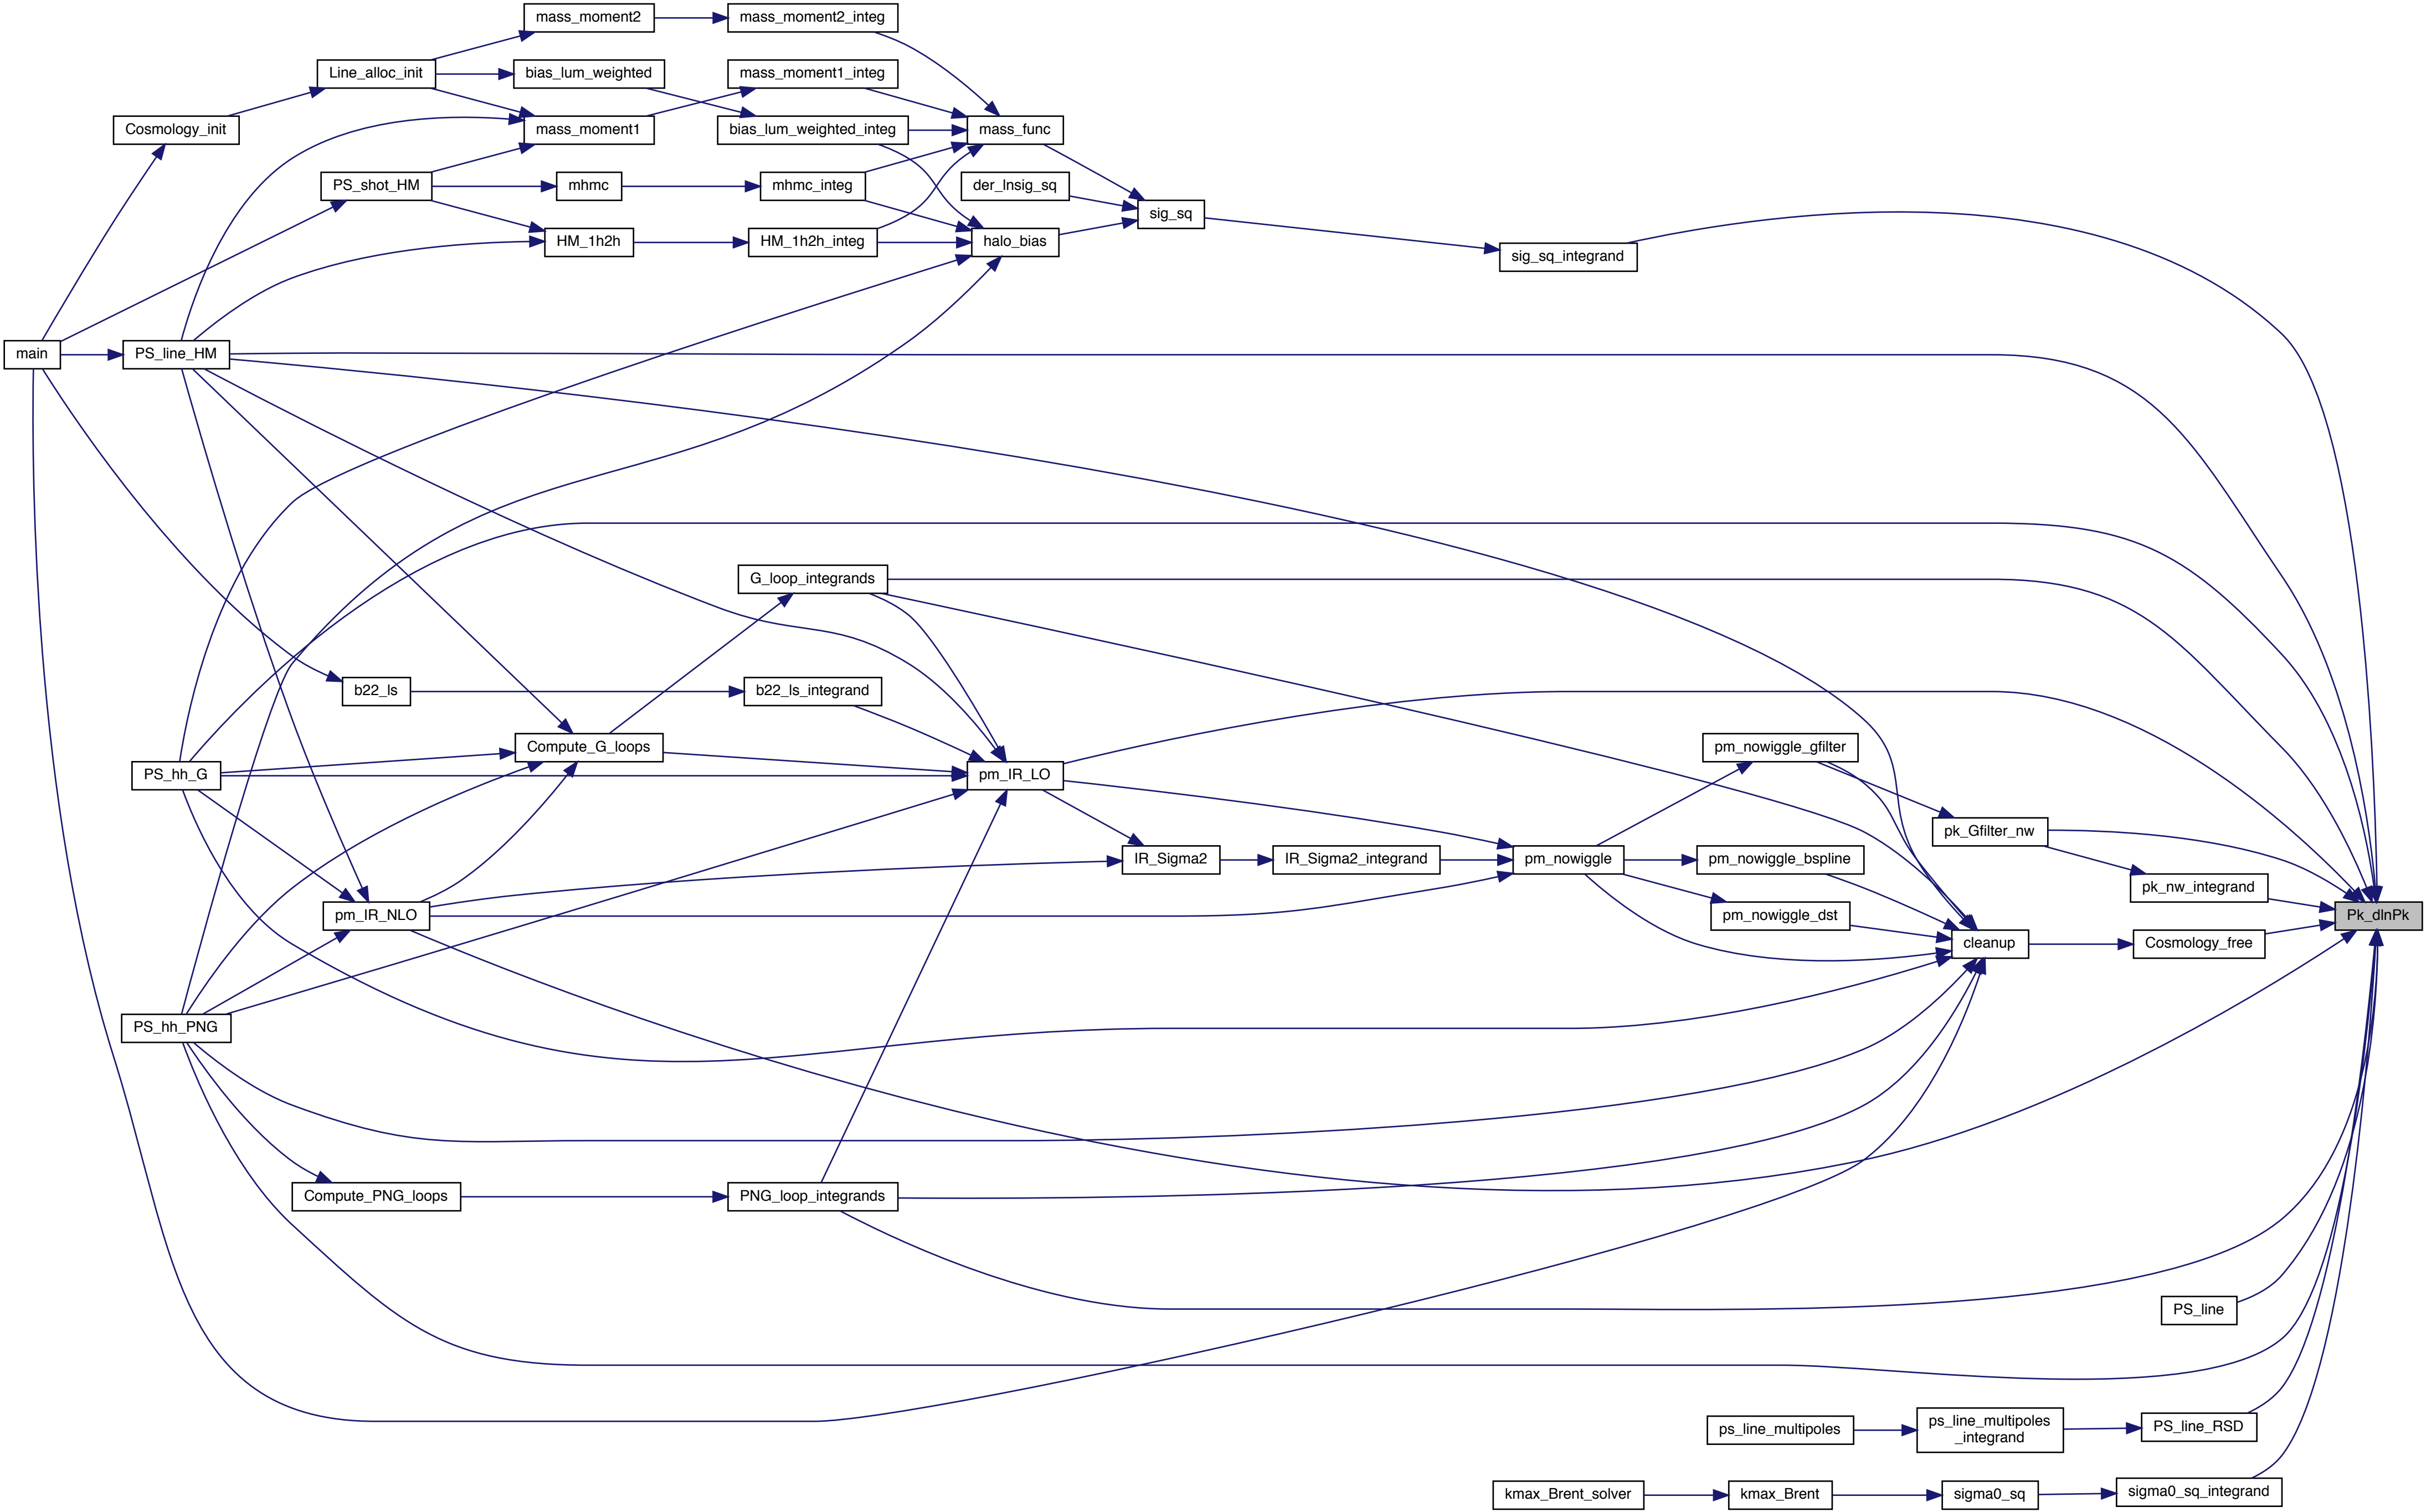 mass_moment2
mass_moment2_integ
Line_alloc_init
bias_lum_weighted
mass_moment1_integ
Cosmology_init
mass_moment1
bias_lum_weighted_integ
mass_func
PS_shot_HM
mhmc
mhmc_integ
der_lnsig_sq
sig_sq
HM_1h2h
HM_1h2h_integ
halo_bias
sig_sq_integrand
main
PS_line_HM
G_loop_integrands
b22_ls
b22_ls_integrand
Compute_G_loops
pm_nowiggle_gfilter
PS_hh_G
pm_IR_LO
pk_Gfilter_nw
IR_Sigma2
IR_Sigma2_integrand
pm_nowiggle
pm_nowiggle_bspline
pk_nw_integrand
pm_IR_NLO
pm_nowiggle_dst
Pk_dlnPk
cleanup
Cosmology_free
PS_hh_PNG
Compute_PNG_loops
PNG_loop_integrands
PS_line
ps_line_multipoles
ps_line_multipoles
_integrand
PS_line_RSD
kmax_Brent_solver
kmax_Brent
sigma0_sq
sigma0_sq_integrand